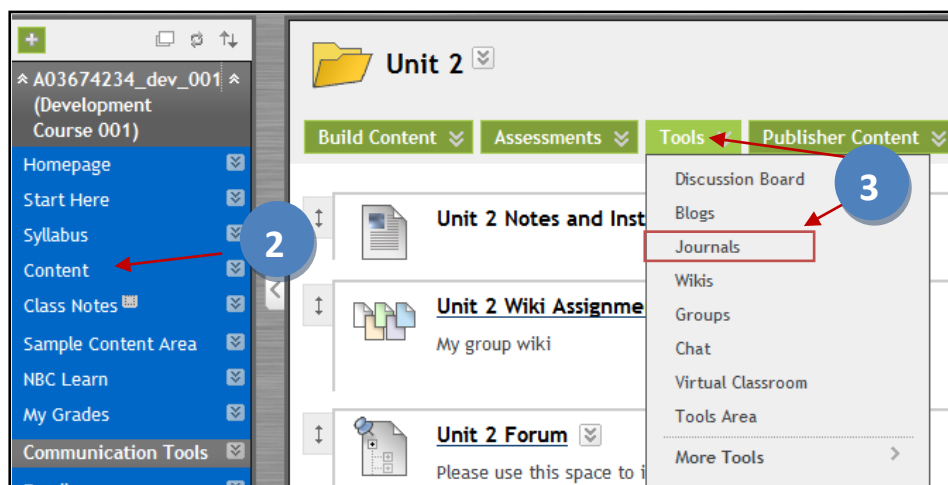 A03674234_dev_001
(Development
Course 001)
Homepage
Start Here
Syllabus
Content
Class Notes
Sample Content Area
NBC Learn
My Grades
Communication Tools
2
Unit 2
Build Content
Assessments
Tools
Publisher Content
3
Discussion Board
Blogs
Journals
Wikis
Groups
Chat
Virtual Classroom
Tools Area
More Tools
Unit 2 Notes and Inst
Unit 2 Wiki Assignme
My group wiki
Unit 2 Forum
Please use this space to i